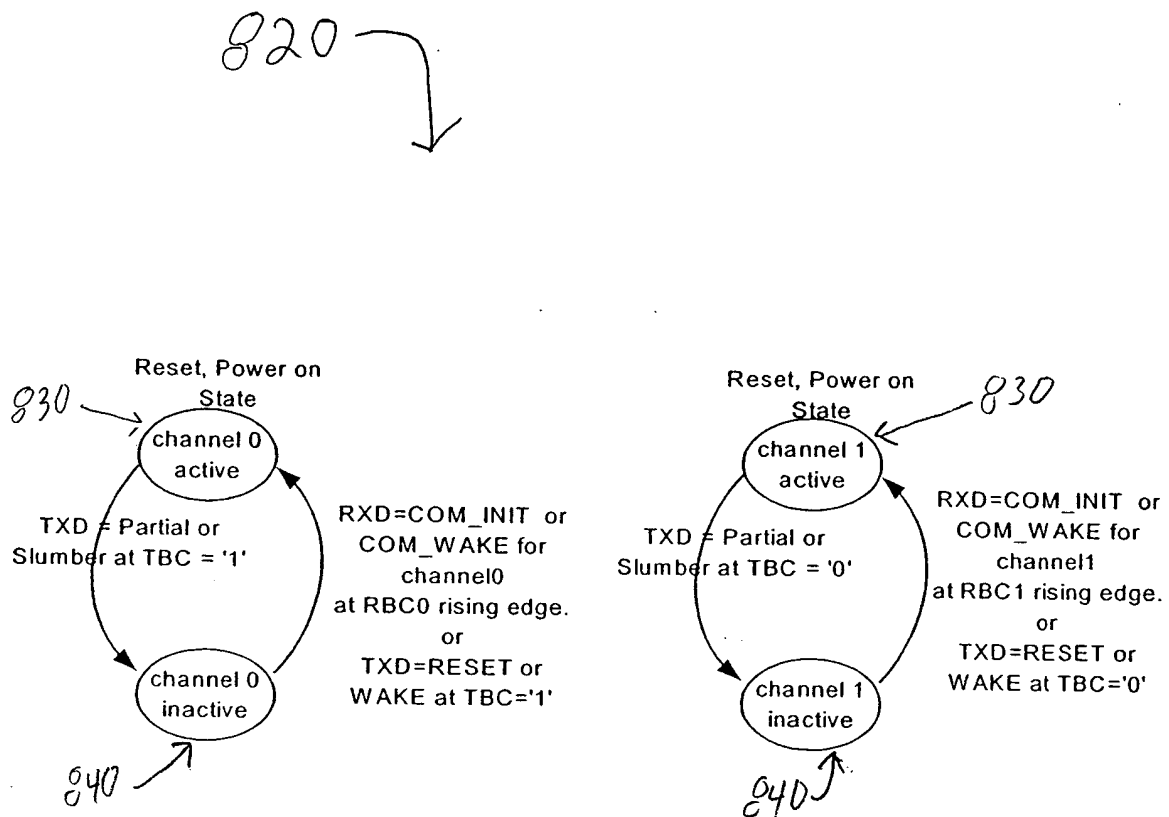 820
Reset, Power on
State
830
channel 0
active
TXD = Partial or
Slumber at TBC = '1'
RXD=COM_INIT or
COM_WAKE for
channel0
at RBC0 rising edge.
or
TXD=RESET or
WAKE at TBC='1'
channel 0
inactive
840
Reset, Power on
State
830
channel 1
active
TXD = Partial or
Slumber at TBC = '0'
RXD=COM_INIT or
COM_WAKE for
channel1
at RBC1 rising edge.
or
TXD=RESET or
WAKE at TBC='0'
channel 1
inactive
840